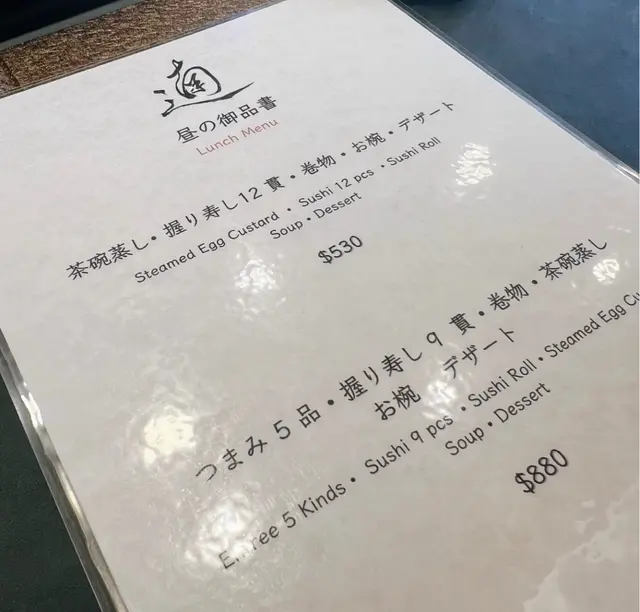 昼の御品書
Lunch Menu
茶碗蒸し・握り寿し12貫・巻物・お椀・デザート
Steamed Egg Custard ・ Sushi 12 pcs ・Sushi Roll
Soup・Dessert
$530
つまみ5品・握り寿し9貫・巻物・茶碗蒸し
お椀 デザート
5 Kinds・ Sushi 9 pcs ・Sushi Roll・Steamed Egg
Soup・Dessert
$880